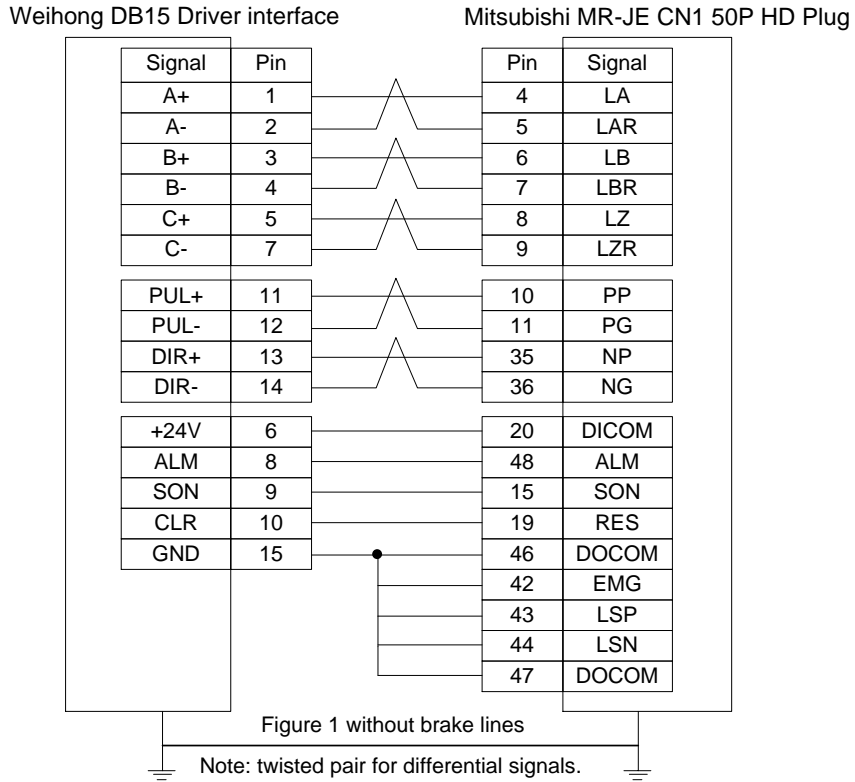 Weihong DB15 Driver interface Mitsubishi MR-JE CN1 50P HD Plug
Signal Pin Pin Signal
A+ 1 4 LA
A- 2 5 LAR
B+ 3 6 LB
B- 4 7 LBR
C+ 5 8 LZ
C- 7 9 LZR
PUL+ 11 10 PP
PUL- 12 11 PG
DIR+ 13 35 NP
DIR- 14 36 NG
+24V 6 20 DICOM
ALM 8 48 ALM
SON 9 15 SON
CLR 10 19 RES
GND 15 46 DOCOM
42 EMG
43 LSP
44 LSN
47 DOCOM
Figure 1 without brake lines
Note: twisted pair for differential signals.